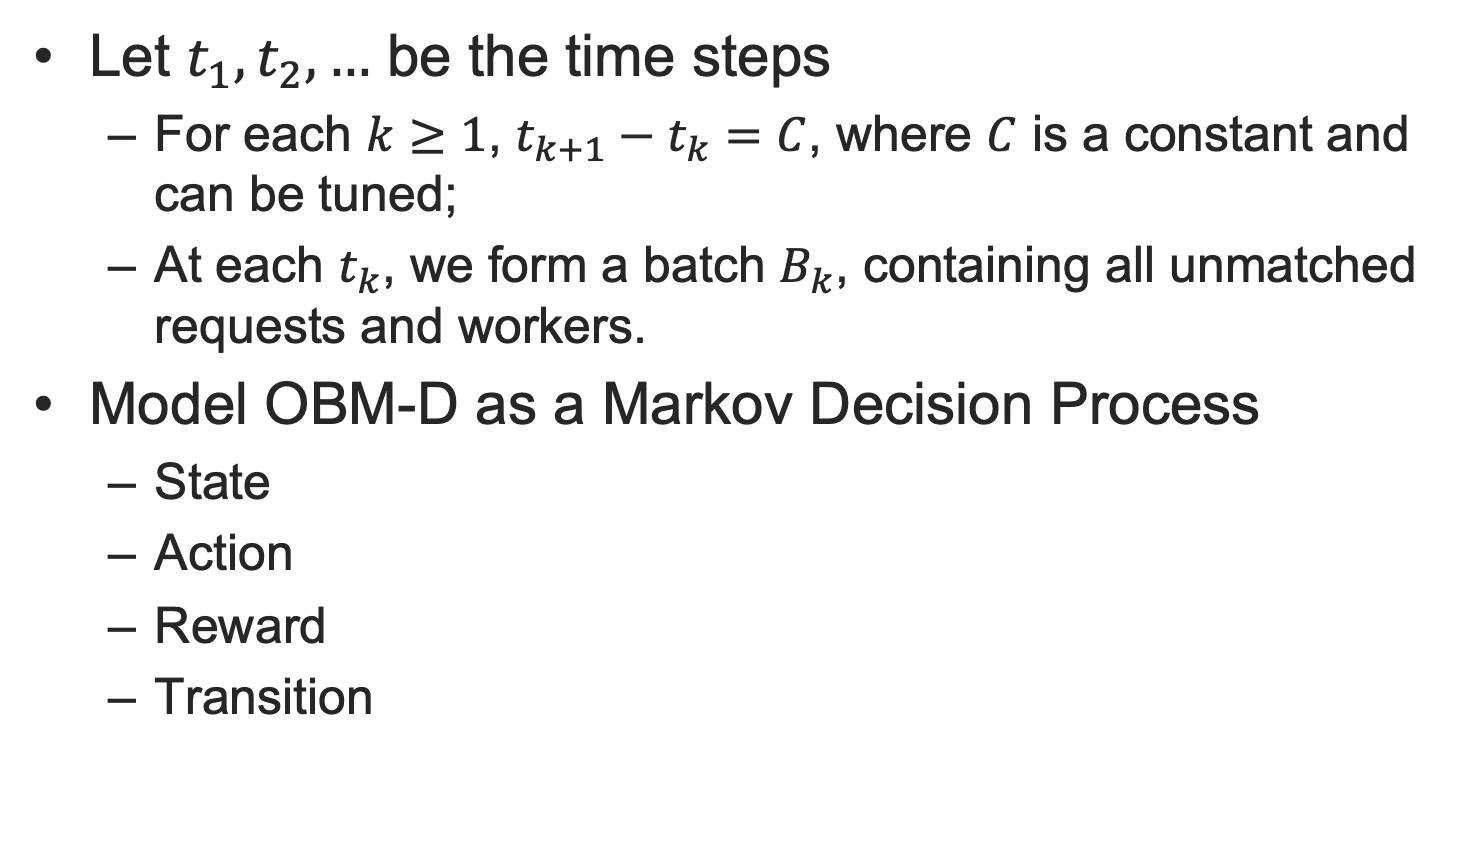 • Let 𝑡₁, 𝑡₂, … be the time steps
– For each 𝑘 ≥ 1, 𝑡ₖ₊₁ − 𝑡ₖ = 𝐶, where 𝐶 is a constant and
can be tuned;
– At each 𝑡ₖ, we form a batch 𝐵ₖ, containing all unmatched
requests and workers.
• Model OBM-D as a Markov Decision Process
– State
– Action
– Reward
– Transition